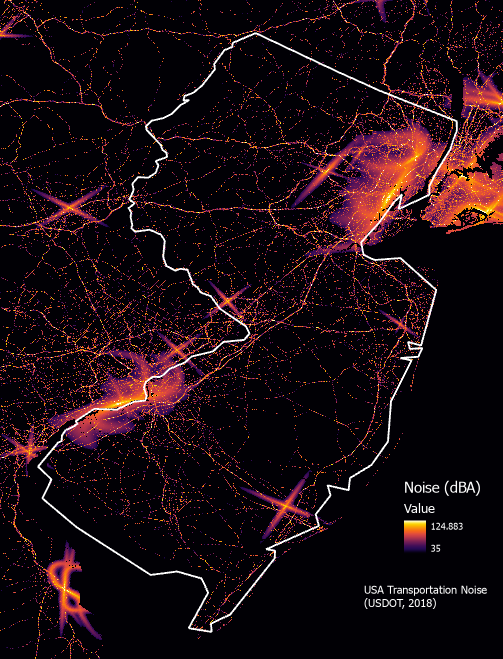 Noise (dBA)
Value
124.883
35
USA Transportation Noise
(USDOT, 2018)